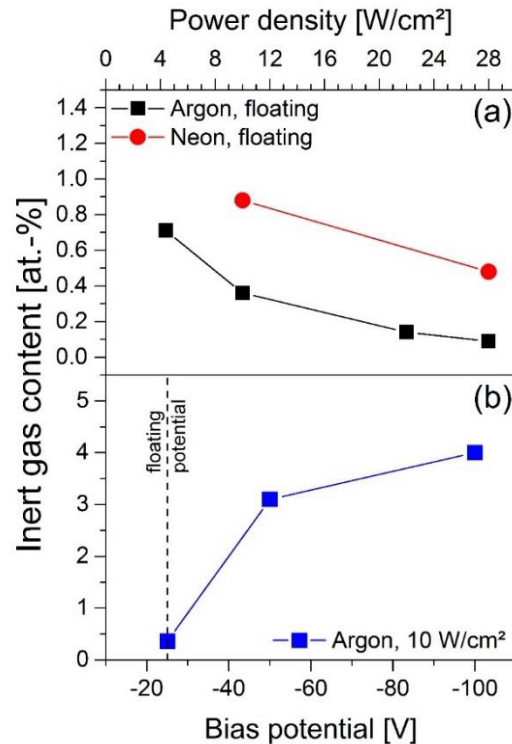 Power density [W/cm²]
0 4 8 12 16 20 24 28
1.4
1.2
1.0
0.8
0.6
0.4
0.2
0.0
Argon, floating
Neon, floating
(a)
Inert gas content [at.-%]
5
4
3
2
1
0
floating
potential
(b)
Argon, 10 W/cm²
-20 -40 -60 -80 -100
Bias potential [V]